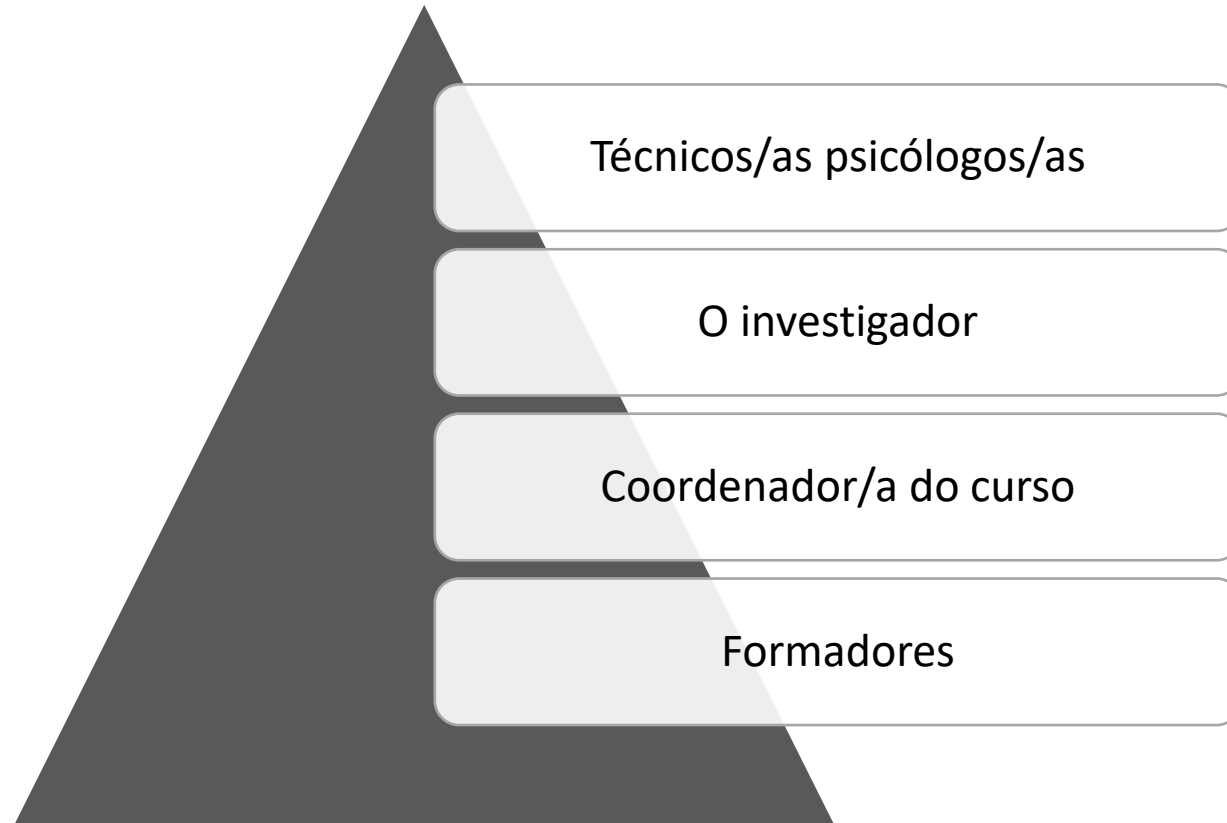 Técnicos/as psicólogos/as
O investigador
Coordenador/a do curso
Formadores